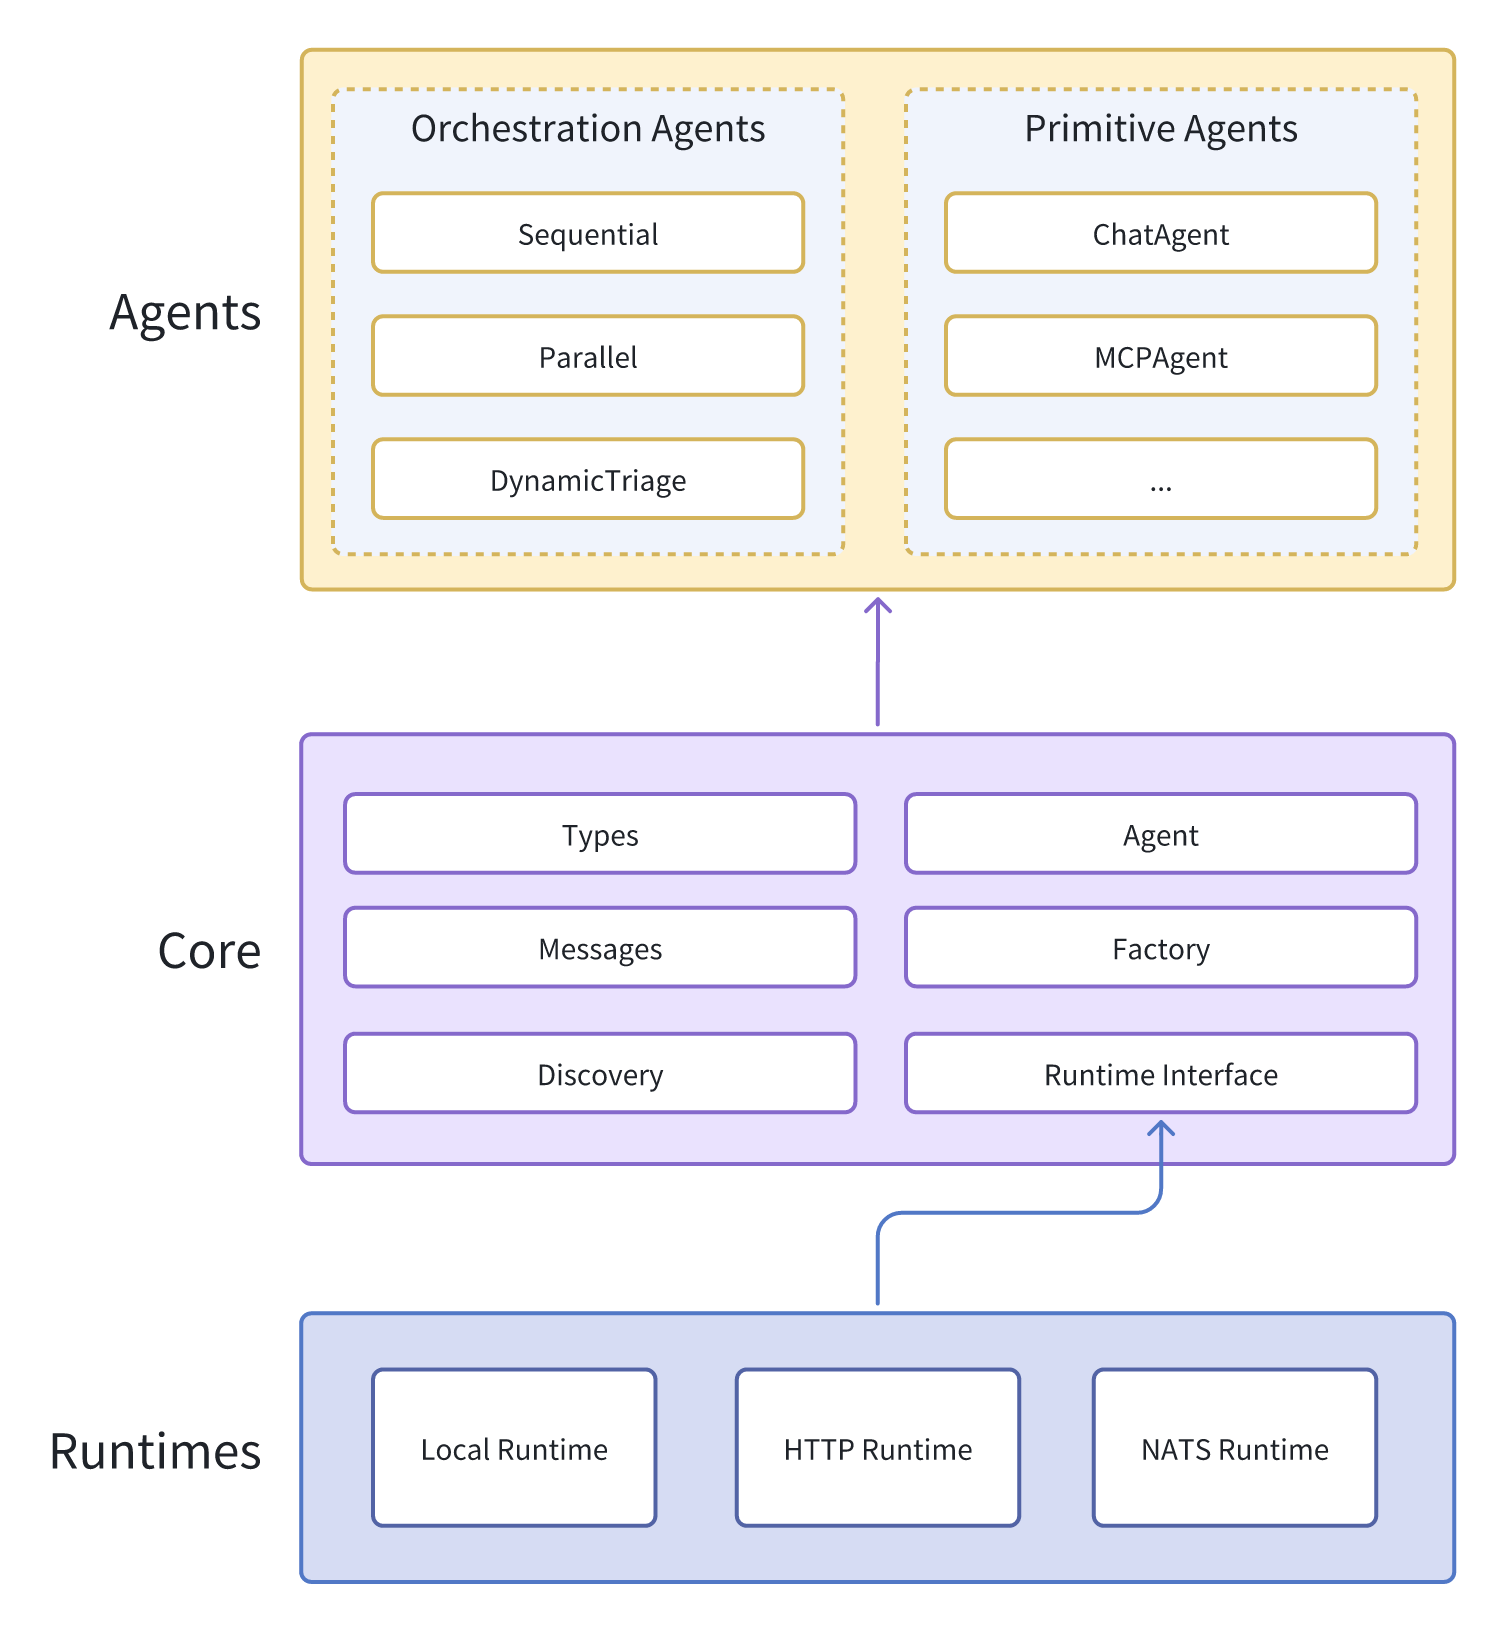 Agents
Orchestration Agents
Sequential
Parallel
DynamicTriage
Primitive Agents
ChatAgent
MCPAgent
...
Core
Types
Agent
Messages
Factory
Discovery
Runtime Interface
Runtimes
Local Runtime
HTTP Runtime
NATS Runtime